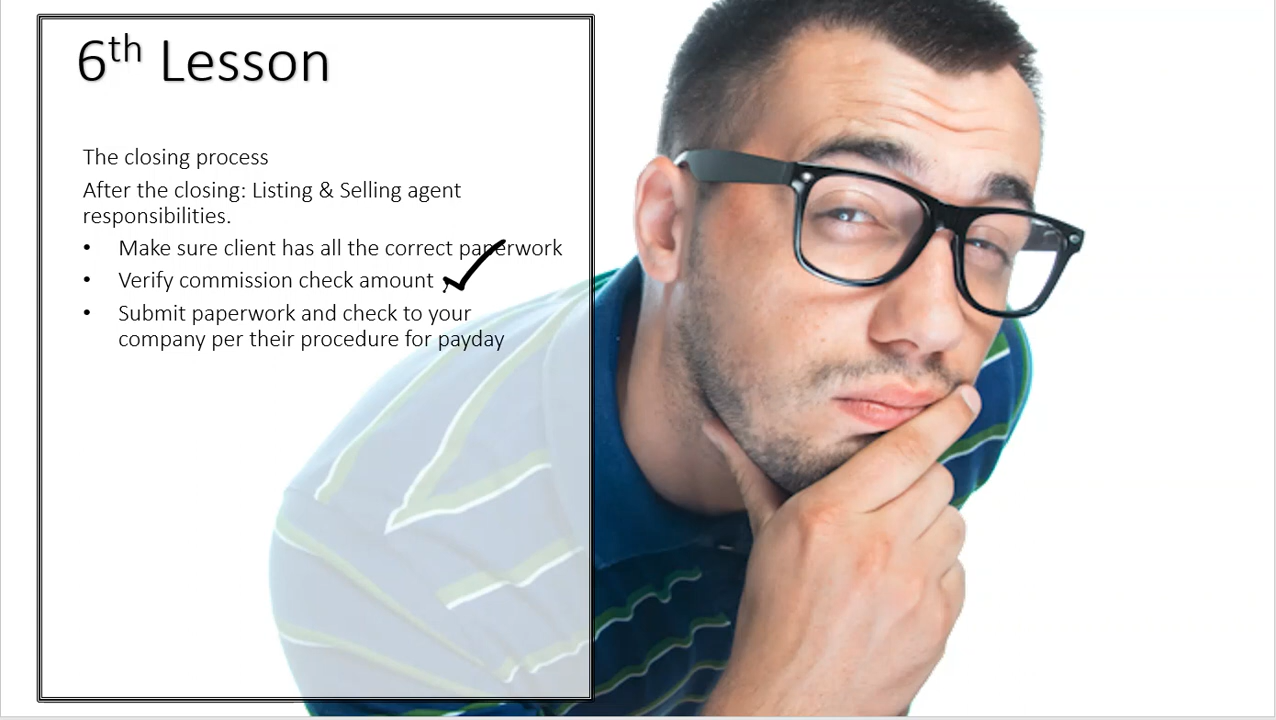 6th Lesson
The closing process
After the closing: Listing & Selling agent
responsibilities.
• Make sure client has all the correct paperwork
• Verify commission check amount
• Submit paperwork and check to your
company per their procedure for payday